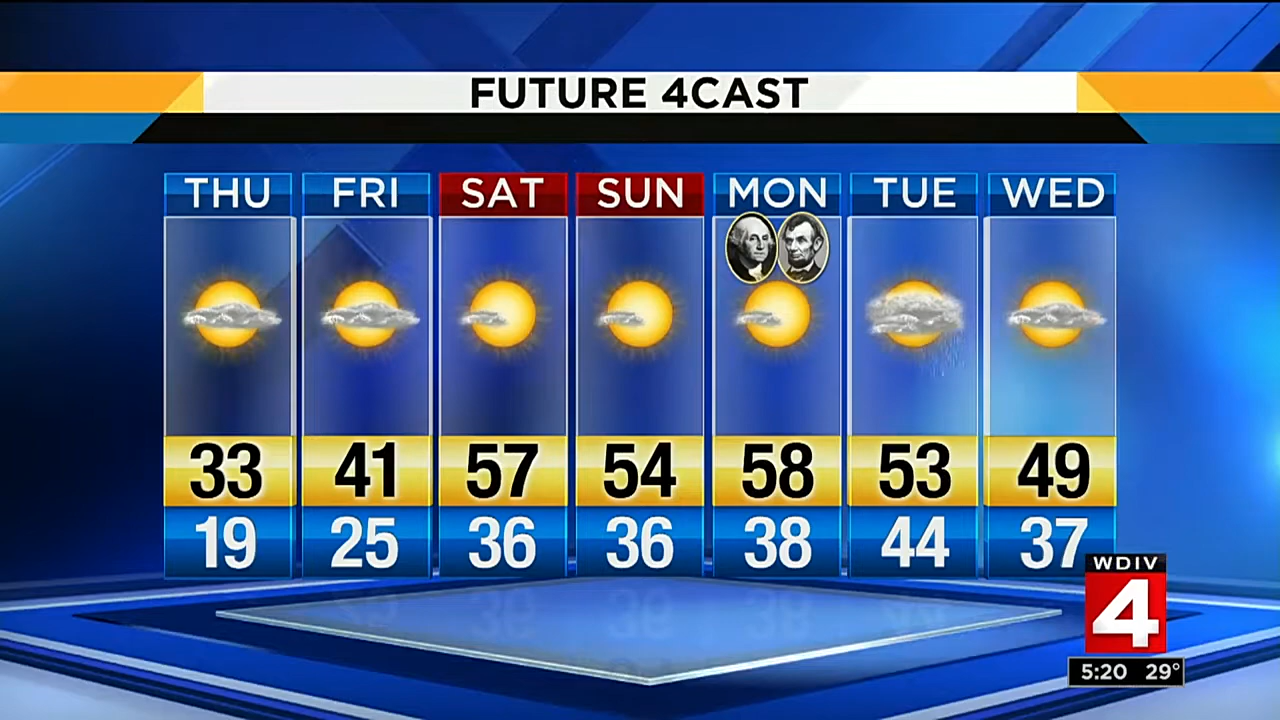 FUTURE 4CAST
THU FRI SAT SUN MON TUE WED
33 41 57 54 58 53 49
19 25 36 36 38 44 37
WDIV
4
5:20 29°